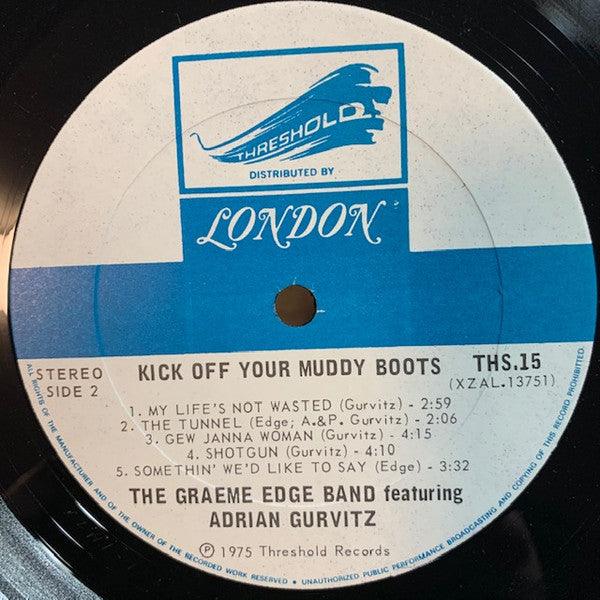 THRESHOLD
DISTRIBUTED BY
LONDON
STEREO
SIDE 2
KICK OFF YOUR MUDDY BOOTS
THS.15
(XZAL.13751)
1. MY LIFE'S NOT WASTED (Gurvitz) - 2:59
2. THE TUNNEL (Edge; A.&P. Gurvitz) - 2:06
3. GEW JANNA WOMAN (Gurvitz) - 4:15
4. SHOTGUN (Gurvitz) - 4:10
5. SOMETHIN' WE'D LIKE TO SAY (Edge) - 3:32
THE GRAEME EDGE BAND featuring
ADRIAN GURVITZ
Ⓟ 1975 Threshold Records
ALL RIGHTS OF THE MANUFACTURER AND OF THE OWNER OF THE RECORDED WORK RESERVED • UNAUTHORIZED PUBLIC PERFORMANCE BROADCASTING AND COPYING OF THIS RECORD PROHIBITED.